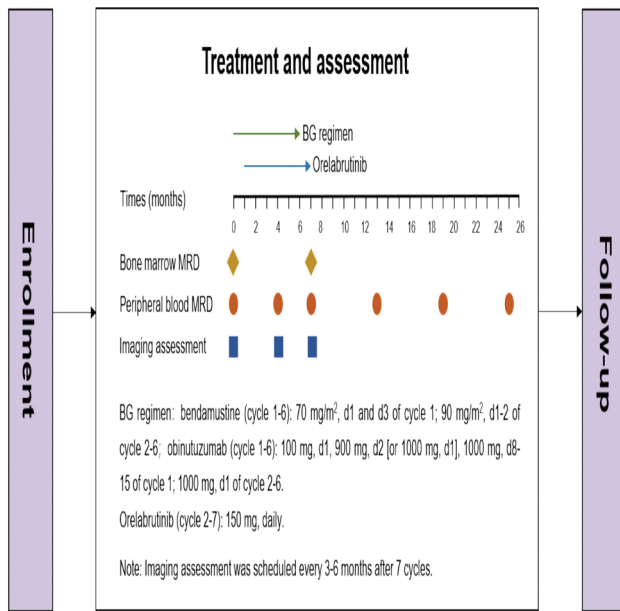 Enrollment
Treatment and assessment
BG regimen
Orelabrutinib
Times (months)
0 2 4 6 7 8 10 12 14 16 18 20 22 24 26
Bone marrow MRD
Peripheral blood MRD
Imaging assessment
BG regimen: bendamustine (cycle 1-6): 70 mg/m², d1 and d3 of cycle 1; 90 mg/m², d1-2 of
cycle 2-6; obinutuzumab (cycle 1-6): 100 mg, d1, 900 mg, d2 [or 1000 mg, d1], 1000 mg, d8-
15 of cycle 1; 1000 mg, d1 of cycle 2-6.
Orelabrutinib (cycle 2-7): 150 mg, daily.
Note: Imaging assessment was scheduled every 3-6 months after 7 cycles.
Follow-up